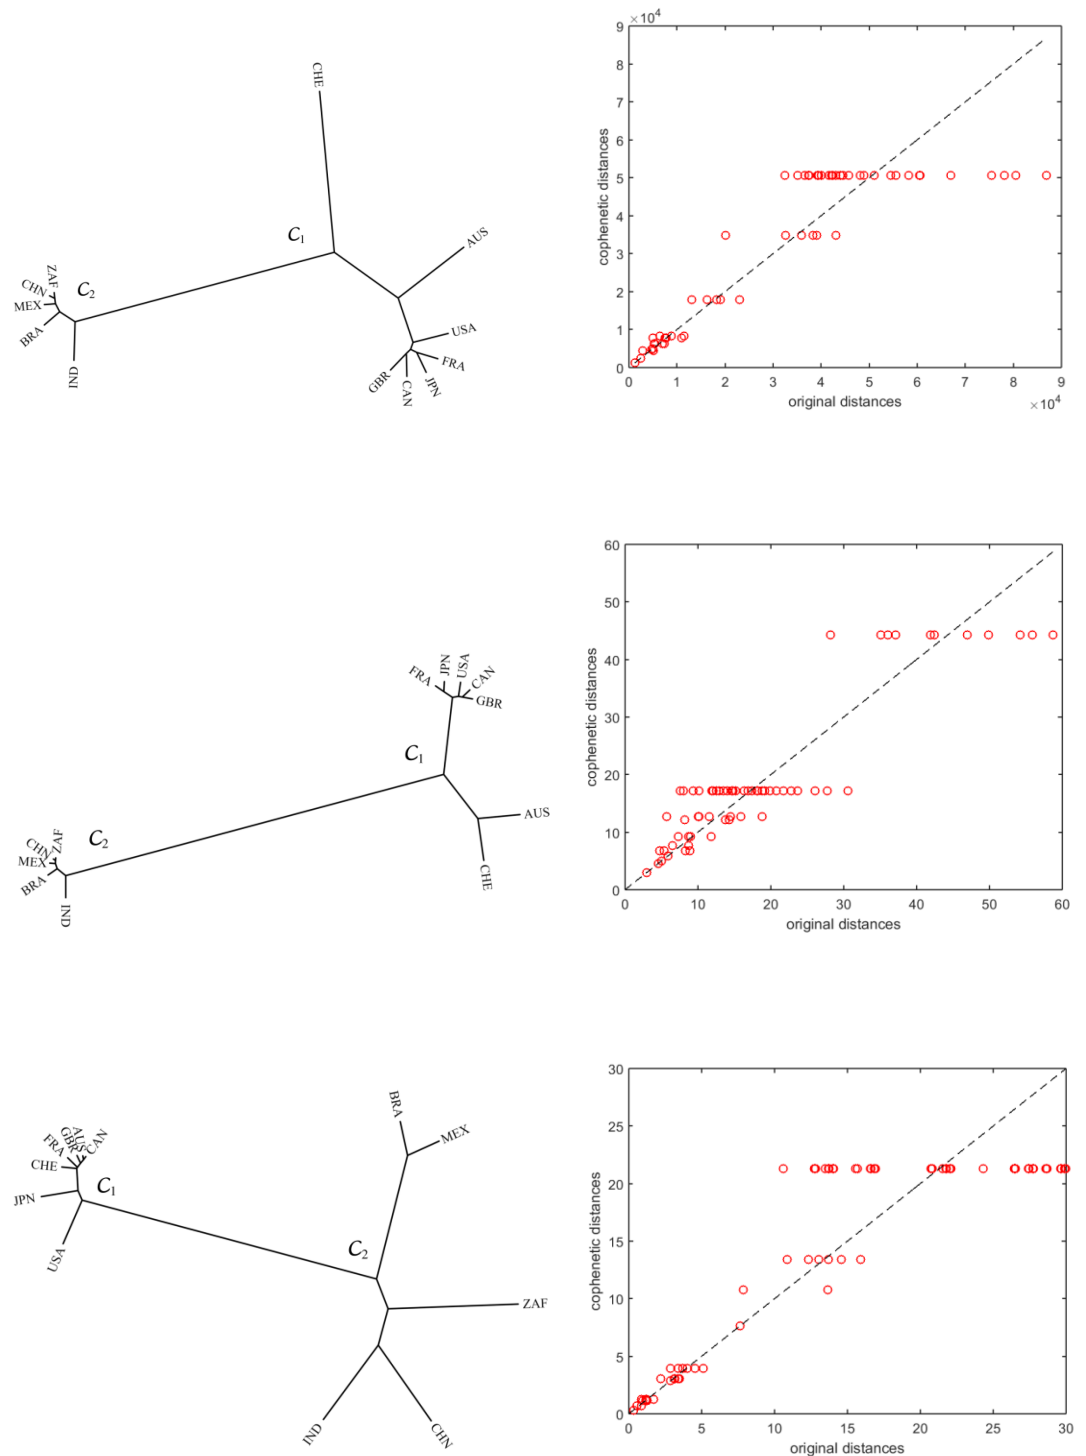 CHE
C1
AUS
ZAF
CHN
MEX
C2
BRA
IND
USA
FRA
JPN
CAN
GBR
×10^4
9
8
7
6
5
4
3
2
1
0
cophenetic distances
0 1 2 3 4 5 6 7 8 9
original distances
×10^4
FRA
JPN
USA
CAN
GBR
C1
AUS
CHE
C2
ZAF
CHN
MEX
BRA
IND
60
50
40
30
20
10
0
cophenetic distances
0 10 20 30 40 50 60
original distances
BRA
MEX
FRA
GBR
AUS
CAN
CHE
JPN
C1
USA
C2
ZAF
IND
CHN
30
25
20
15
10
5
0
cophenetic distances
0 5 10 15 20 25 30
original distances